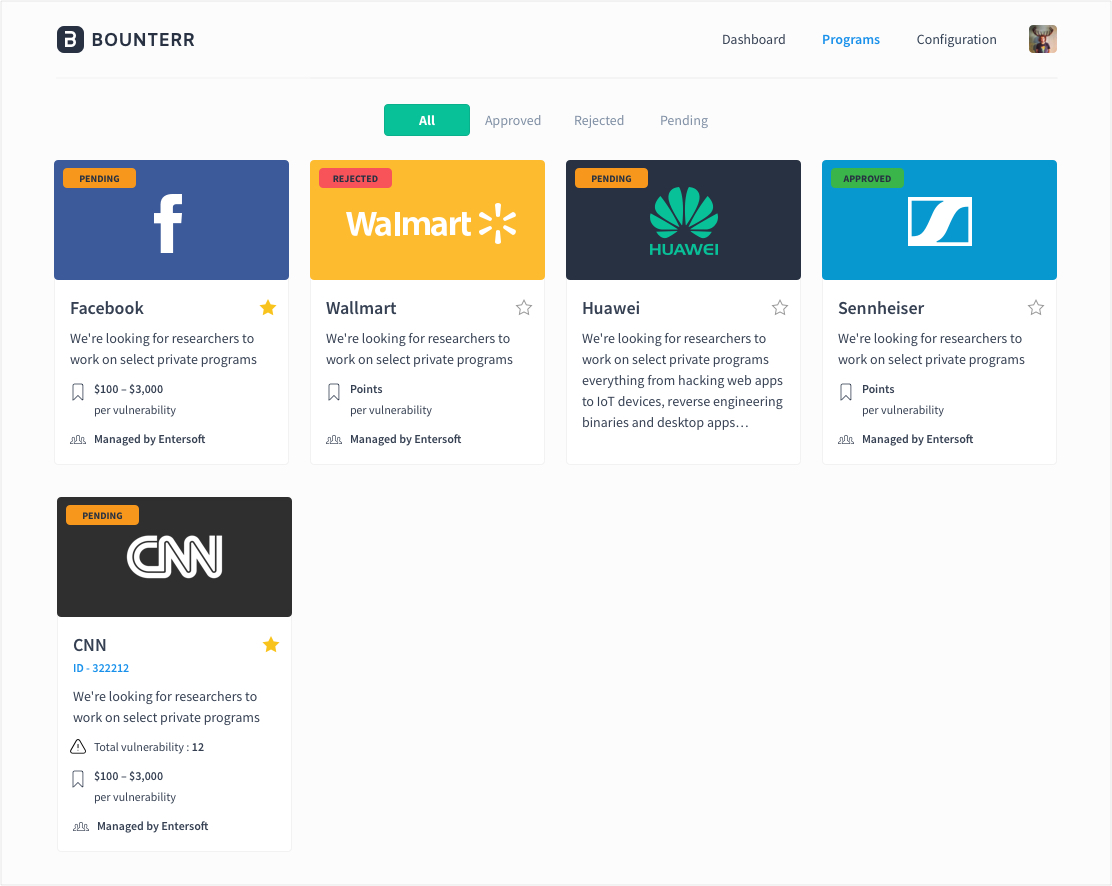 B BOUNTERR
Dashboard
Programs
Configuration
All
Approved
Rejected
Pending
PENDING
f
Facebook
We're looking for researchers to
work on select private programs
$100 – $3,000
per vulnerability
Managed by Entersoft
REJECTED
Walmart
Wallmart
We're looking for researchers to
work on select private programs
Points
per vulnerability
Managed by Entersoft
PENDING
HUAWEI
Huawei
We're looking for researchers to
work on select private programs
everything from hacking web apps
to IoT devices, reverse engineering
binaries and desktop apps…
APPROVED
Sennheiser
We're looking for researchers to
work on select private programs
Points
per vulnerability
Managed by Entersoft
PENDING
CNN
CNN
ID - 322212
We're looking for researchers to
work on select private programs
Total vulnerability : 12
$100 – $3,000
per vulnerability
Managed by Entersoft